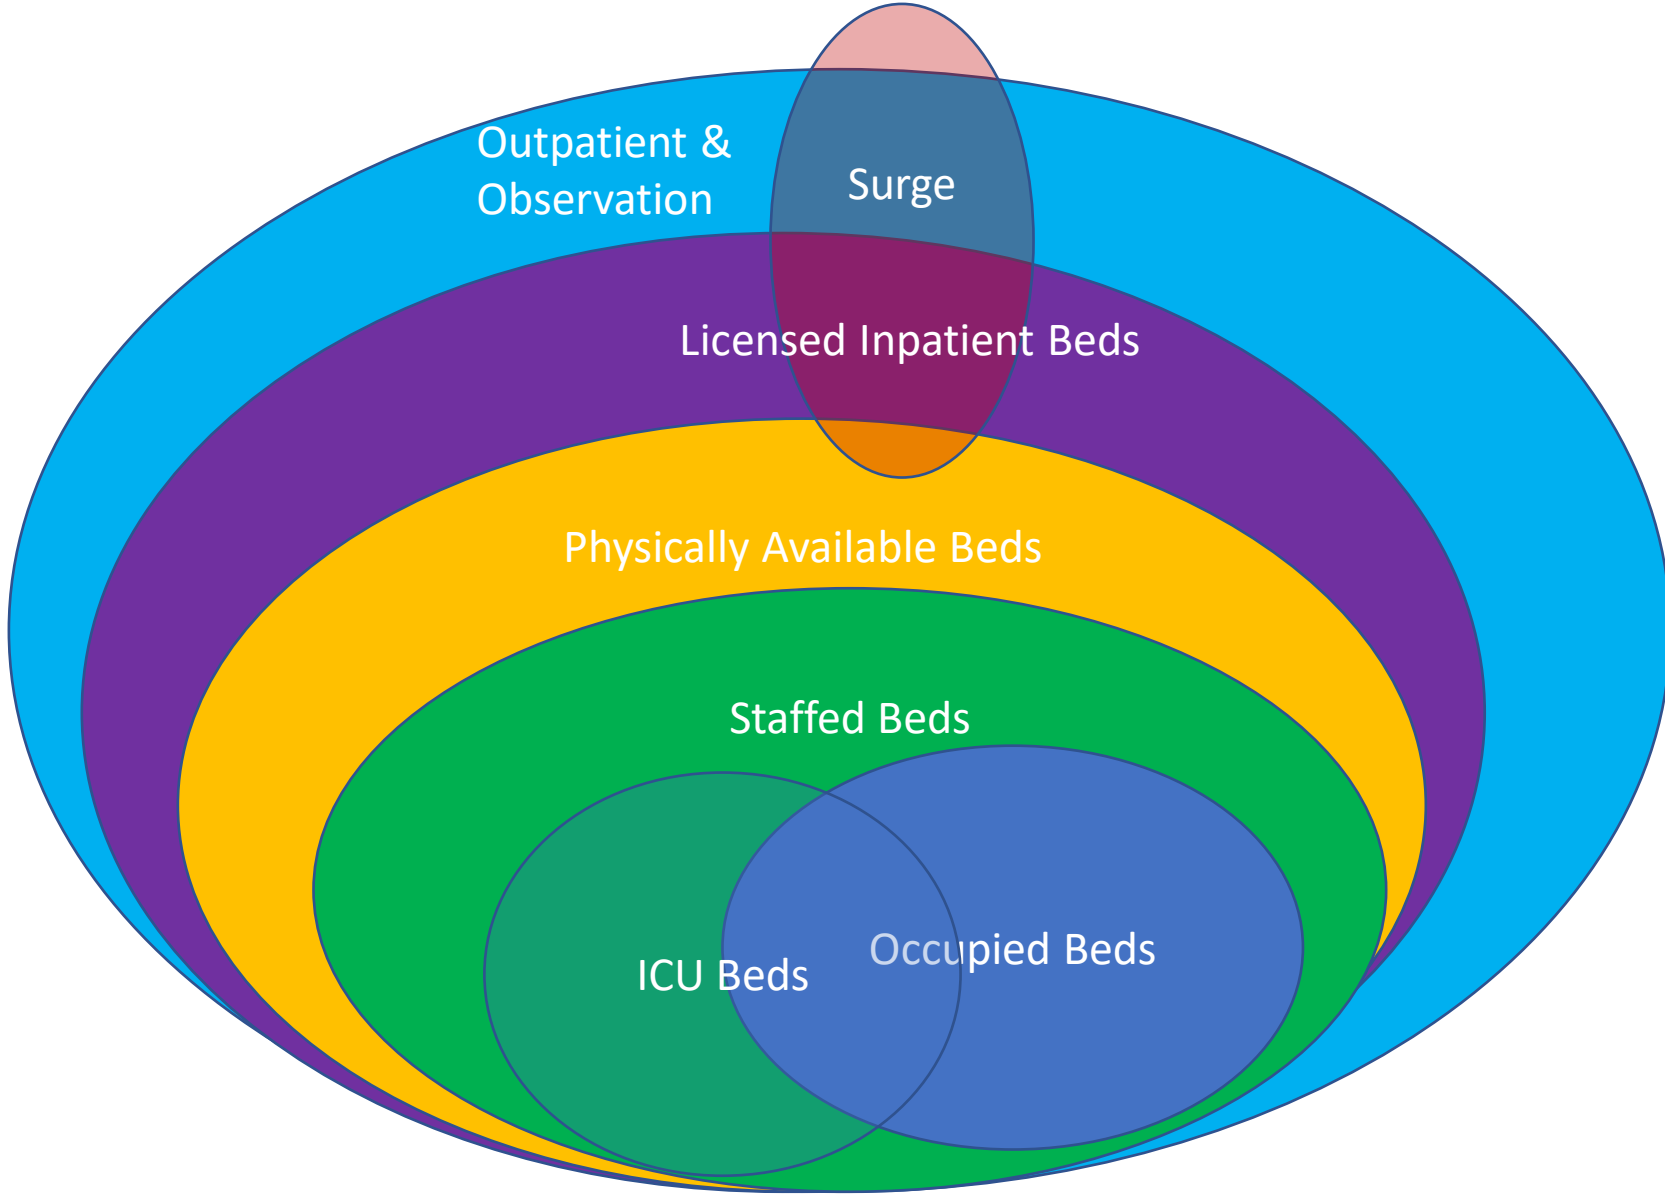 Outpatient &
Observation
Surge
Licensed Inpatient Beds
Physically Available Beds
Staffed Beds
Occupied Beds
ICU Beds